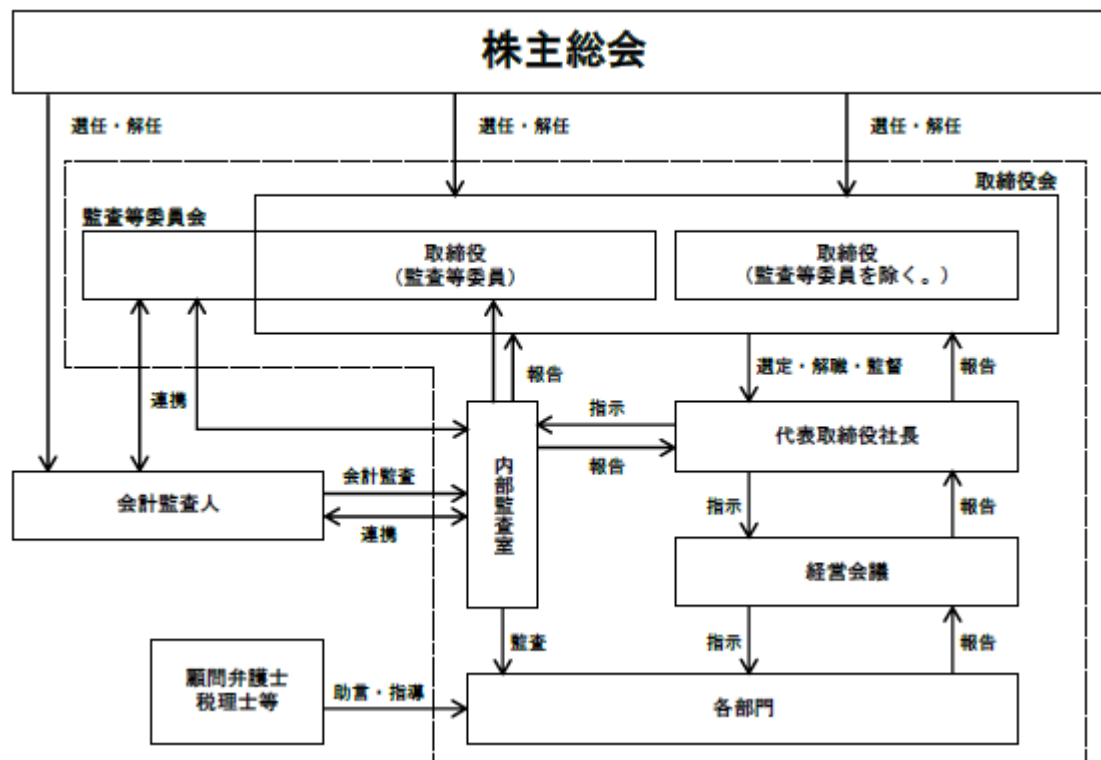 株主総会
選任・解任
選任・解任
選任・解任
取締役会
監査等委員会
取締役
（監査等委員）
取締役
（監査等委員を除く。）
報告
選定・解職・監督
報告
連携
指示
代表取締役社長
報告
内部監査室
会計監査
会計監査人
連携
指示
報告
経営会議
監査
指示
報告
顧問弁護士
税理士等
助言・指導
各部門